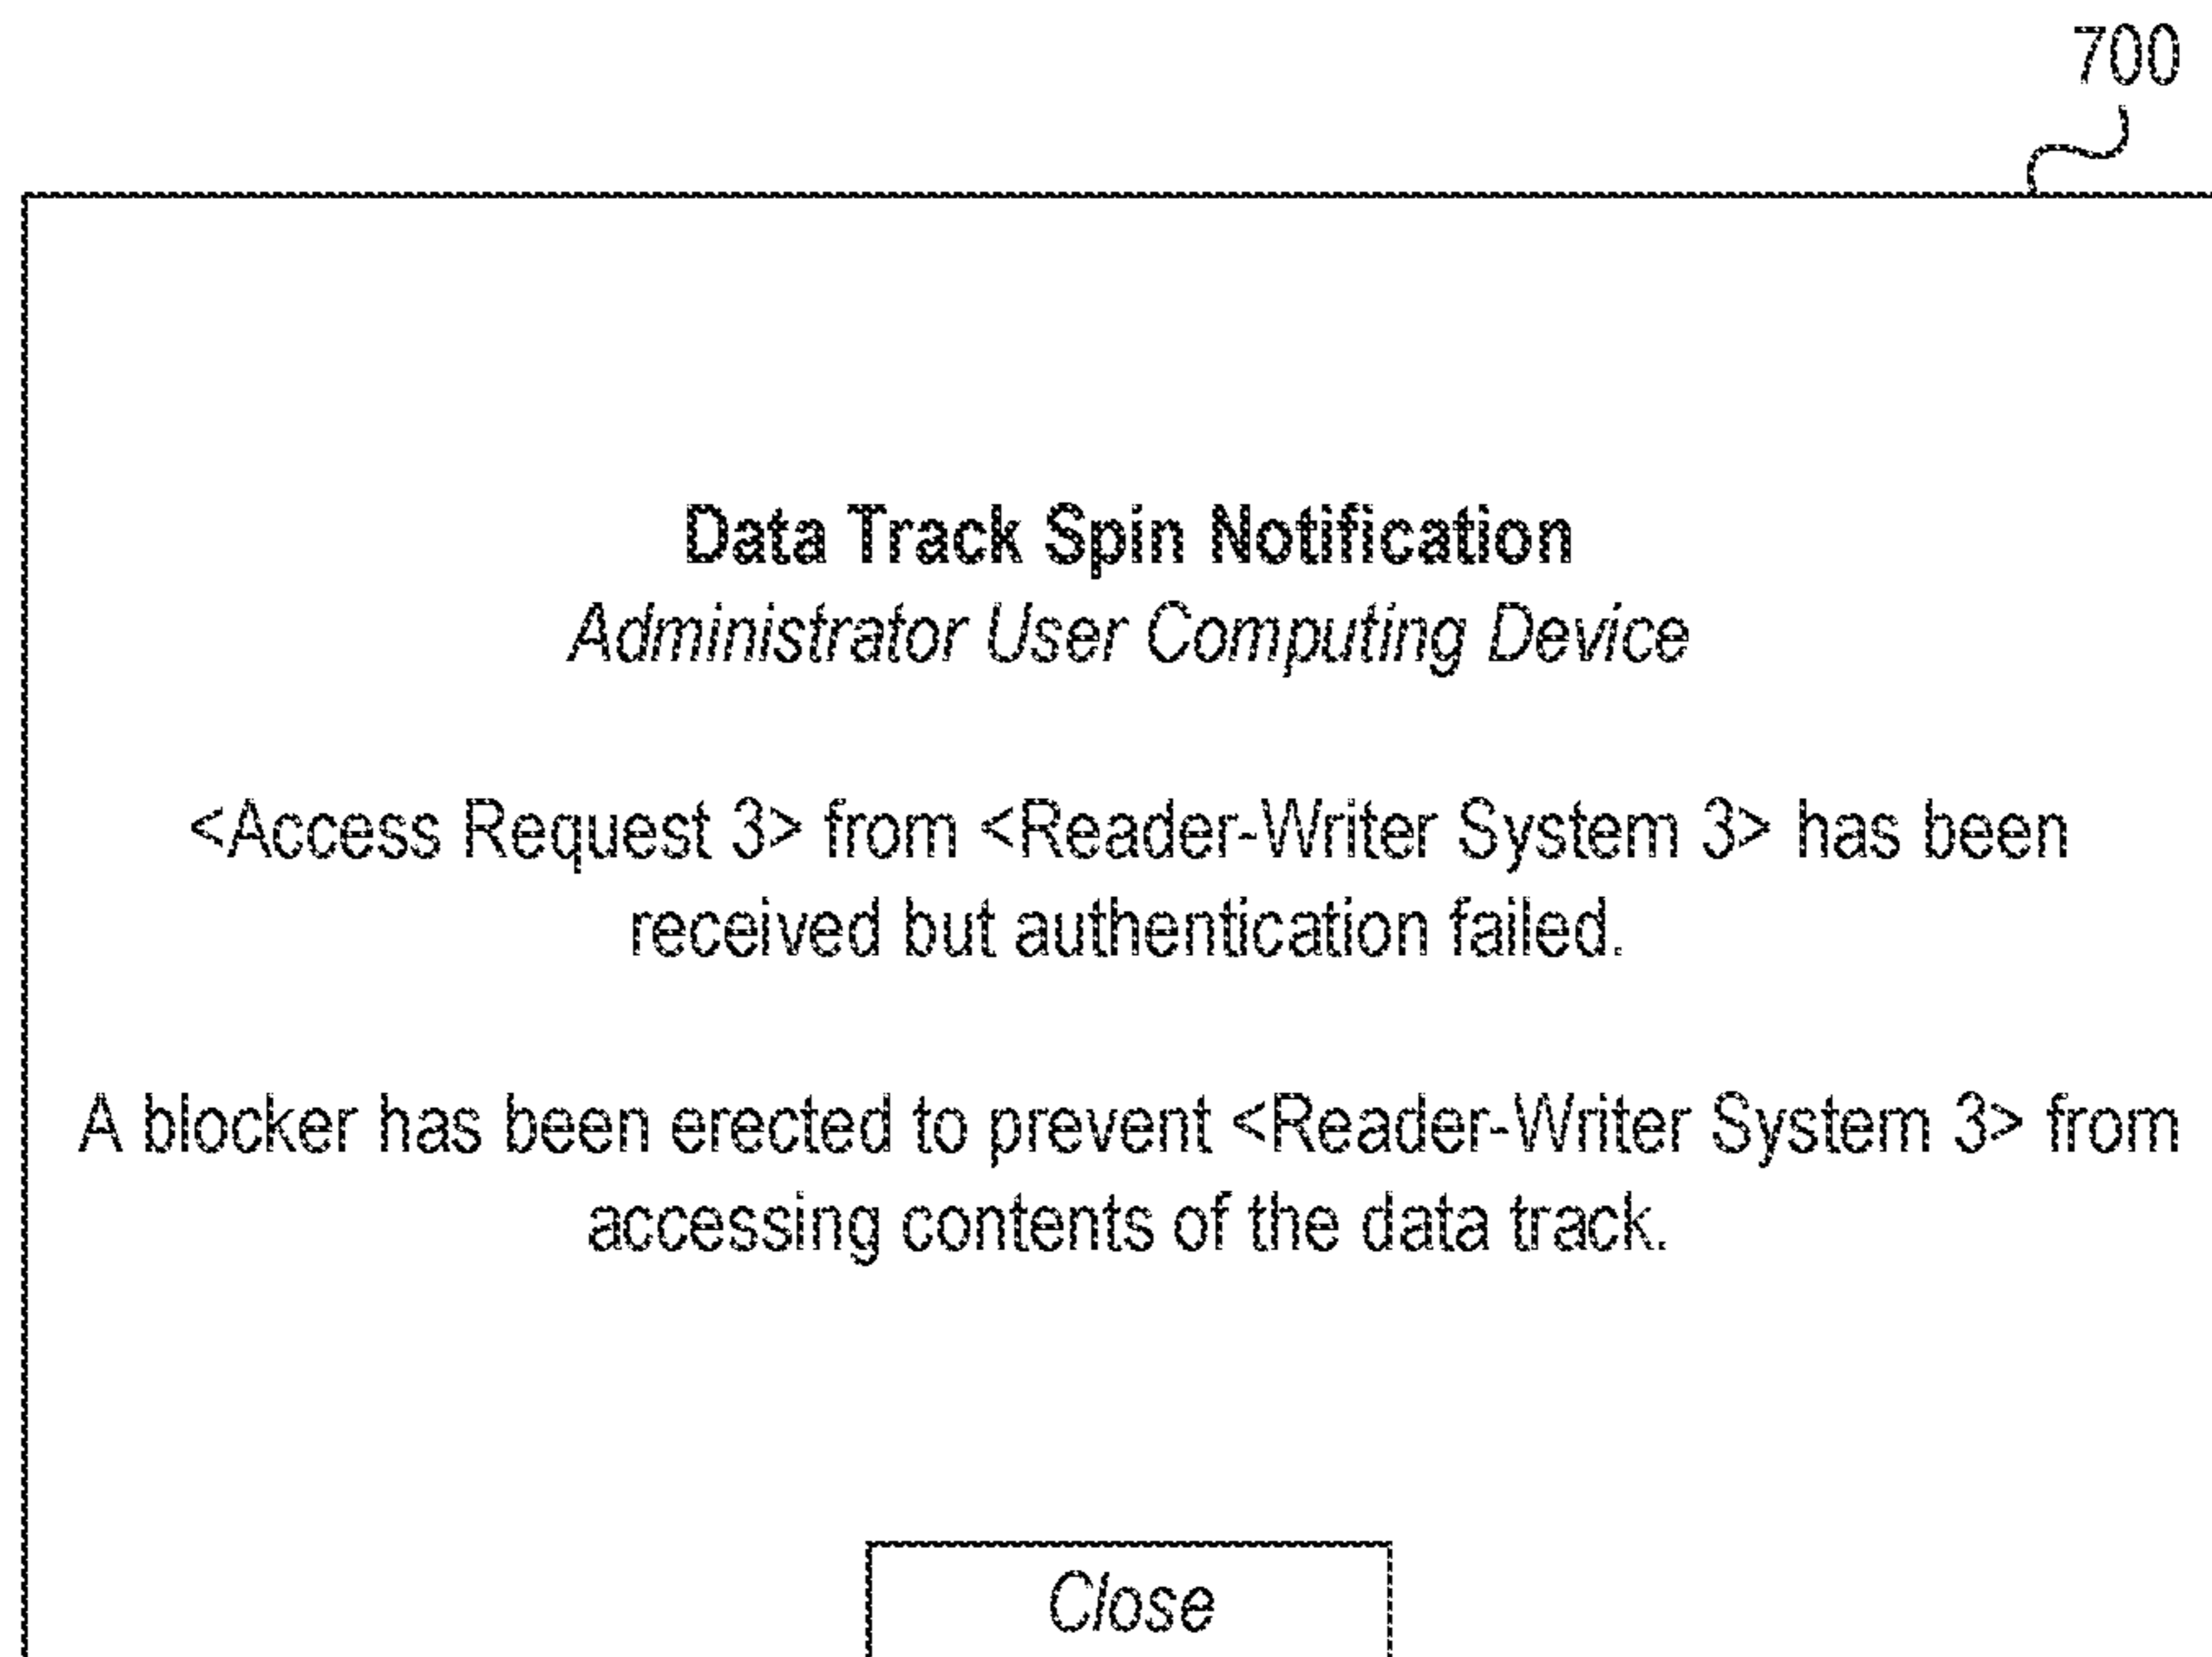 700
Data Track Spin Notification
Administrator User Computing Device
<Access Request 3> from <Reader-Writer System 3> has been
received but authentication failed.
A blocker has been erected to prevent <Reader-Writer System 3> from
accessing contents of the data track.
Close